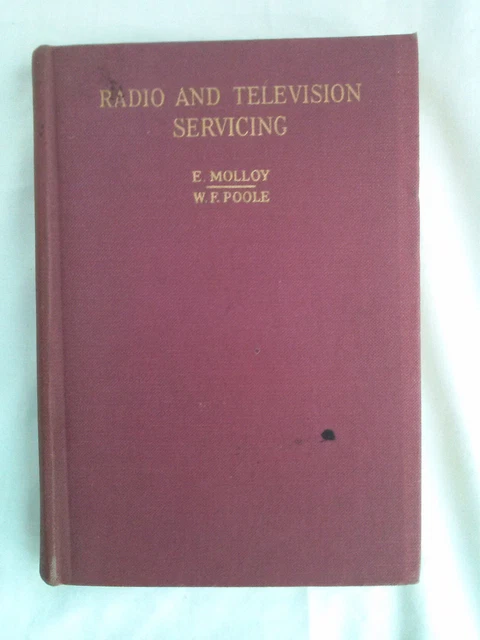 RADIO AND TELEVISION
SERVICING
E. MOLLOY
W. F. POOLE